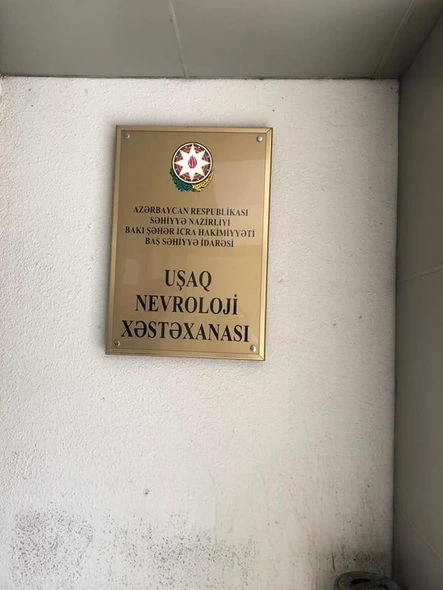 AZƏRBAYCAN RESPUBLİKASI
SƏHİYYƏ NAZİRLİYİ
BAKI ŞƏHƏR İCRA HAKİMİYYƏTİ
BAŞ SƏHİYYƏ İDARƏSİ
UŞAQ
NEVROLOJİ
XƏSTƏXANASI